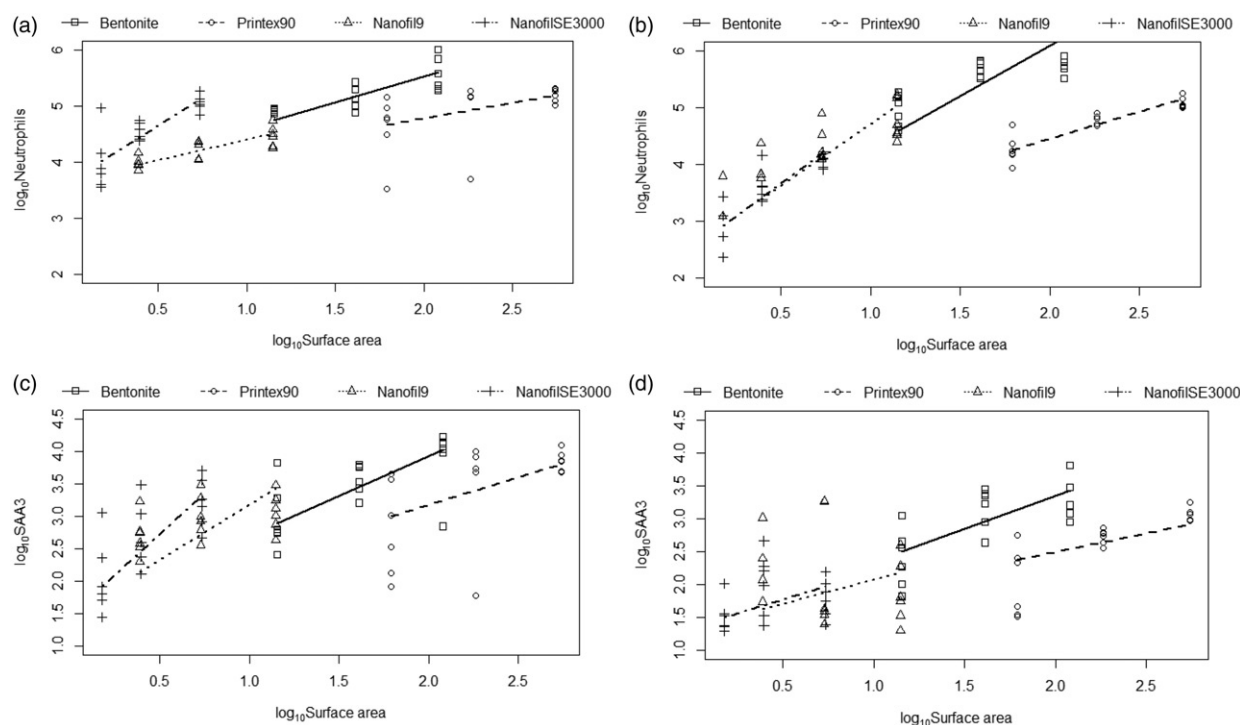 (a)
Bentonite Printex90 Nanofil9 NanofilSE3000
6
5
4
3
2
log10Neutrophils
0.5 1.0 1.5 2.0 2.5
log10Surface area
(b)
Bentonite Printex90 Nanofil9 NanofilSE3000
6
5
4
3
2
log10Neutrophils
0.5 1.0 1.5 2.0 2.5
log10Surface area
(c)
Bentonite Printex90 Nanofil9 NanofilSE3000
4.5
4.0
3.5
3.0
2.5
2.0
1.5
1.0
log10SAA3
0.5 1.0 1.5 2.0 2.5
log10Surface area
(d)
Bentonite Printex90 Nanofil9 NanofilSE3000
4.5
4.0
3.5
3.0
2.5
2.0
1.5
1.0
log10SAA3
0.5 1.0 1.5 2.0 2.5
log10Surface area